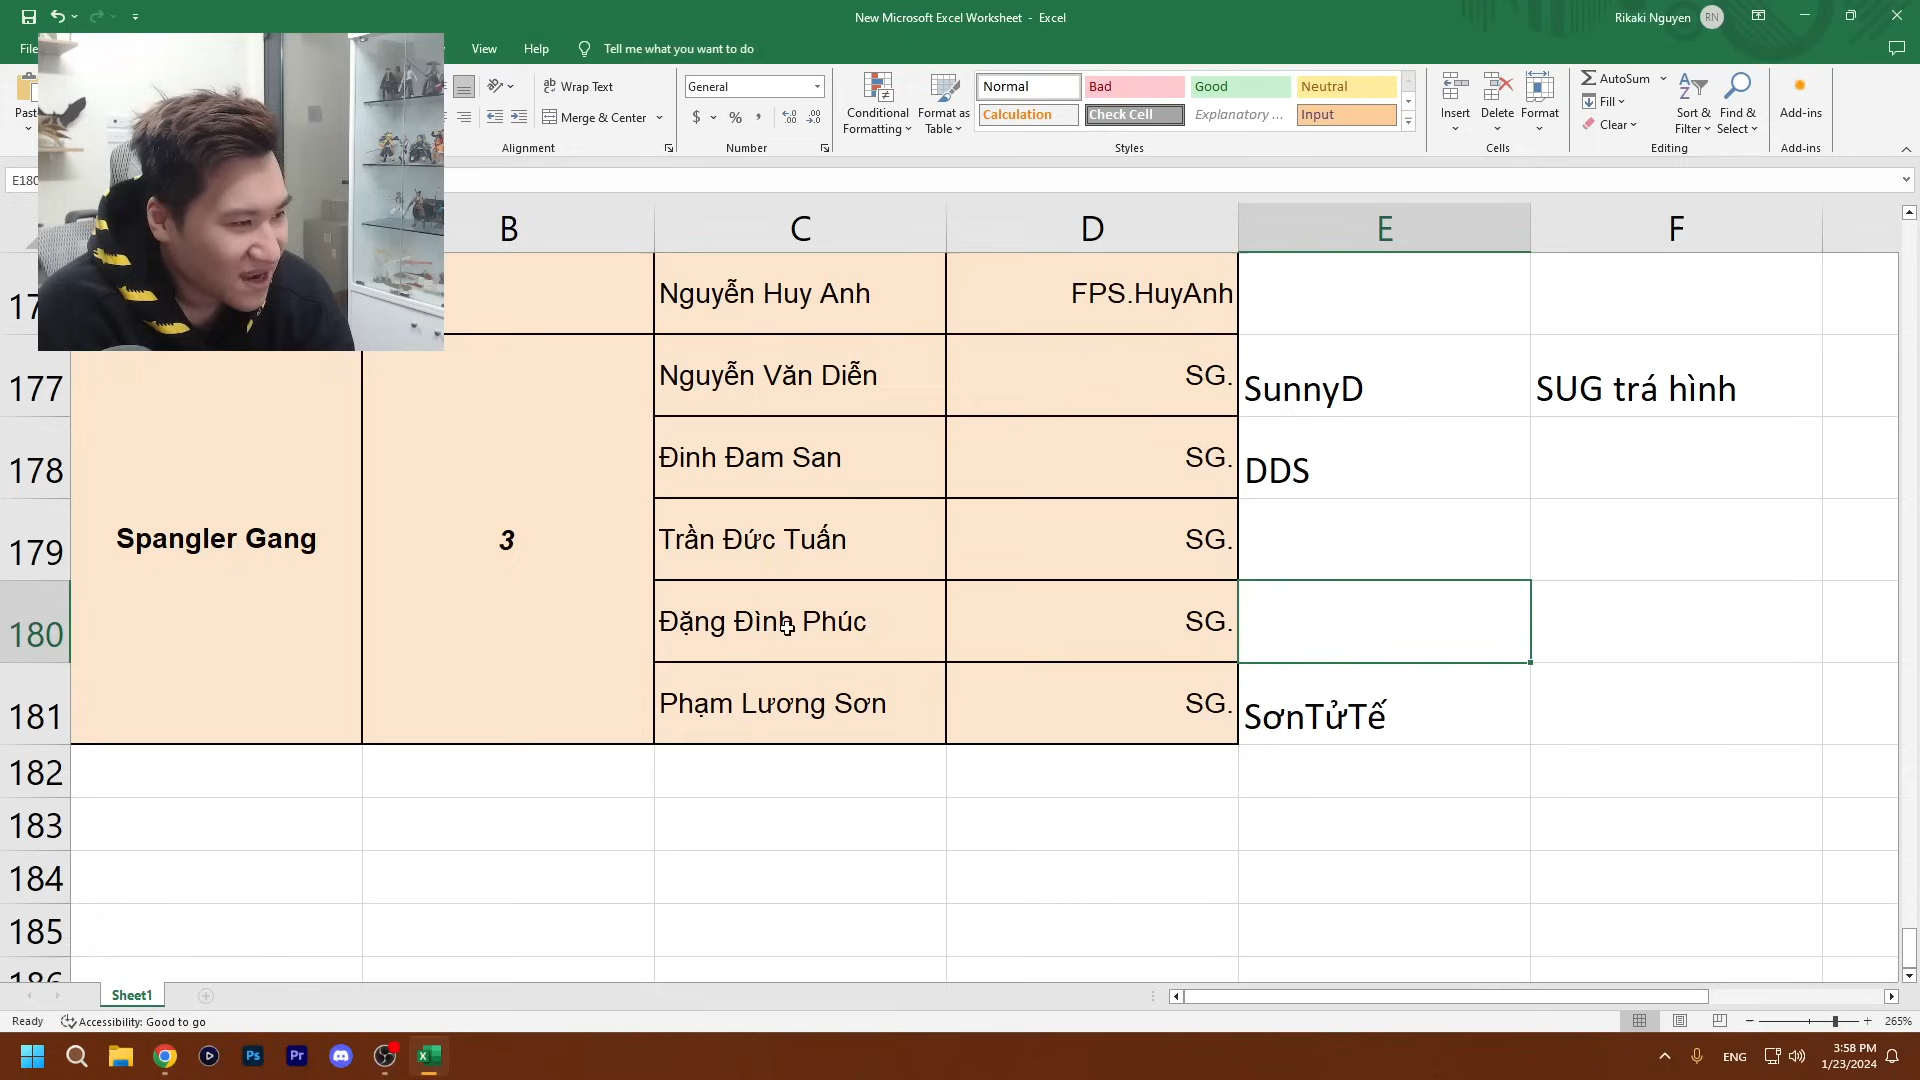 New Microsoft Excel Worksheet - Excel
Rikaki Nguyen
RN
File
View
Help
Tell me what you want to do
Paste
Wrap Text
Merge & Center
Alignment
General
$ % ,
Number
Conditional Formatting
Format as Table
Normal
Bad
Good
Neutral
Calculation
Check Cell
Explanatory ...
Input
Styles
Insert
Delete
Format
Cells
AutoSum
Fill
Clear
Sort & Filter
Find & Select
Editing
Add-ins
Add-ins
E180
B C D E F
Nguyễn Huy Anh FPS.HuyAnh
177 Nguyễn Văn Diễn SG. SunnyD SUG trá hình
178 Đinh Đam San SG. DDS
179 Spangler Gang 3 Trần Đức Tuấn SG.
180 Đặng Đình Phúc SG.
181 Phạm Lương Sơn SG. SơnTửTế
182
183
184
185
186
Sheet1
Ready
Accessibility: Good to go
265%
Ps
Pr
ENG
3:58 PM
1/23/2024